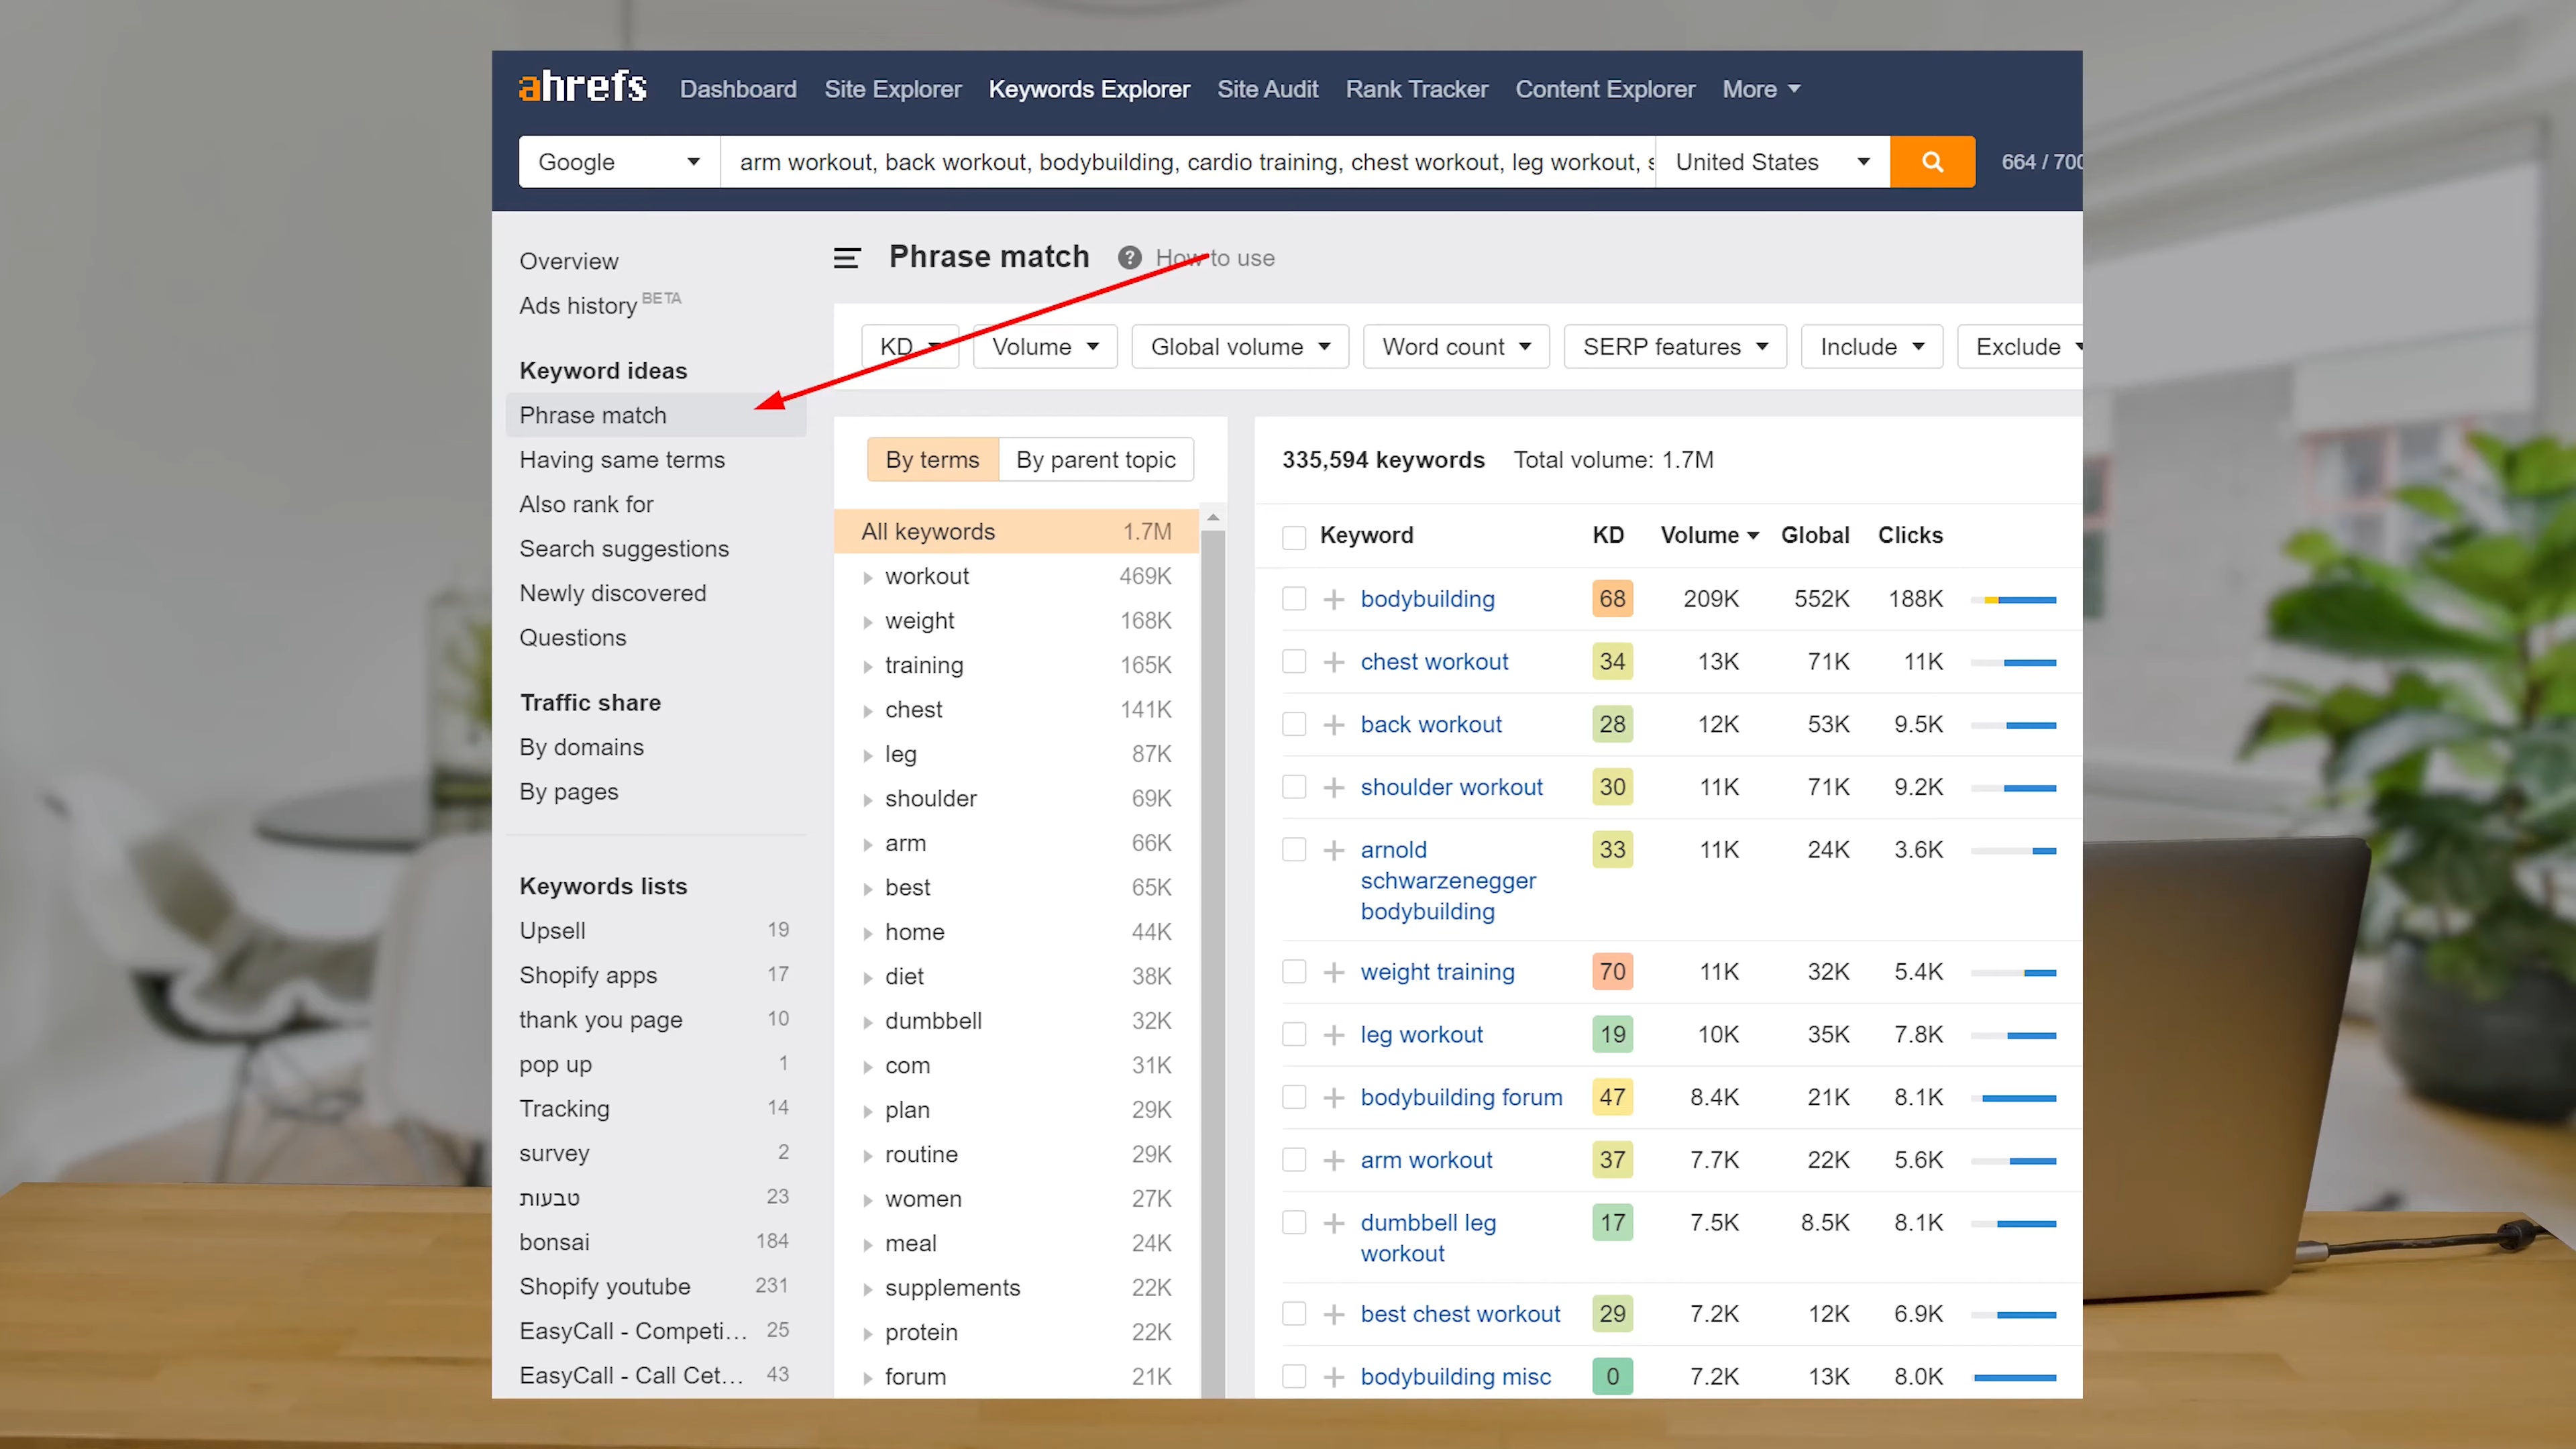 ahrefs Dashboard Site Explorer Keywords Explorer Site Audit Rank Tracker Content Explorer More
Google arm workout, back workout, bodybuilding, cardio training, chest workout, leg workout, s United States 664 / 700
Overview
Ads history BETA
Keyword ideas
Phrase match
Having same terms
Also rank for
Search suggestions
Newly discovered
Questions
Traffic share
By domains
By pages
Keywords lists
Upsell 19
Shopify apps 17
thank you page 10
pop up 1
Tracking 14
survey 2
טבעות 23
bonsai 184
Shopify youtube 231
EasyCall - Competi... 25
EasyCall - Call Cet... 43
Phrase match ? How to use
KD Volume Global volume Word count SERP features Include Exclude
By terms By parent topic
All keywords 1.7M
workout 469K
weight 168K
training 165K
chest 141K
leg 87K
shoulder 69K
arm 66K
best 65K
home 44K
diet 38K
dumbbell 32K
com 31K
plan 29K
routine 29K
women 27K
meal 24K
supplements 22K
protein 22K
forum 21K
335,594 keywords Total volume: 1.7M
Keyword KD Volume Global Clicks
bodybuilding 68 209K 552K 188K
chest workout 34 13K 71K 11K
back workout 28 12K 53K 9.5K
shoulder workout 30 11K 71K 9.2K
arnold 33 11K 24K 3.6K
schwarzenegger
bodybuilding
weight training 70 11K 32K 5.4K
leg workout 19 10K 35K 7.8K
bodybuilding forum 47 8.4K 21K 8.1K
arm workout 37 7.7K 22K 5.6K
dumbbell leg 17 7.5K 8.5K 8.1K
workout
best chest workout 29 7.2K 12K 6.9K
bodybuilding misc 0 7.2K 13K 8.0K